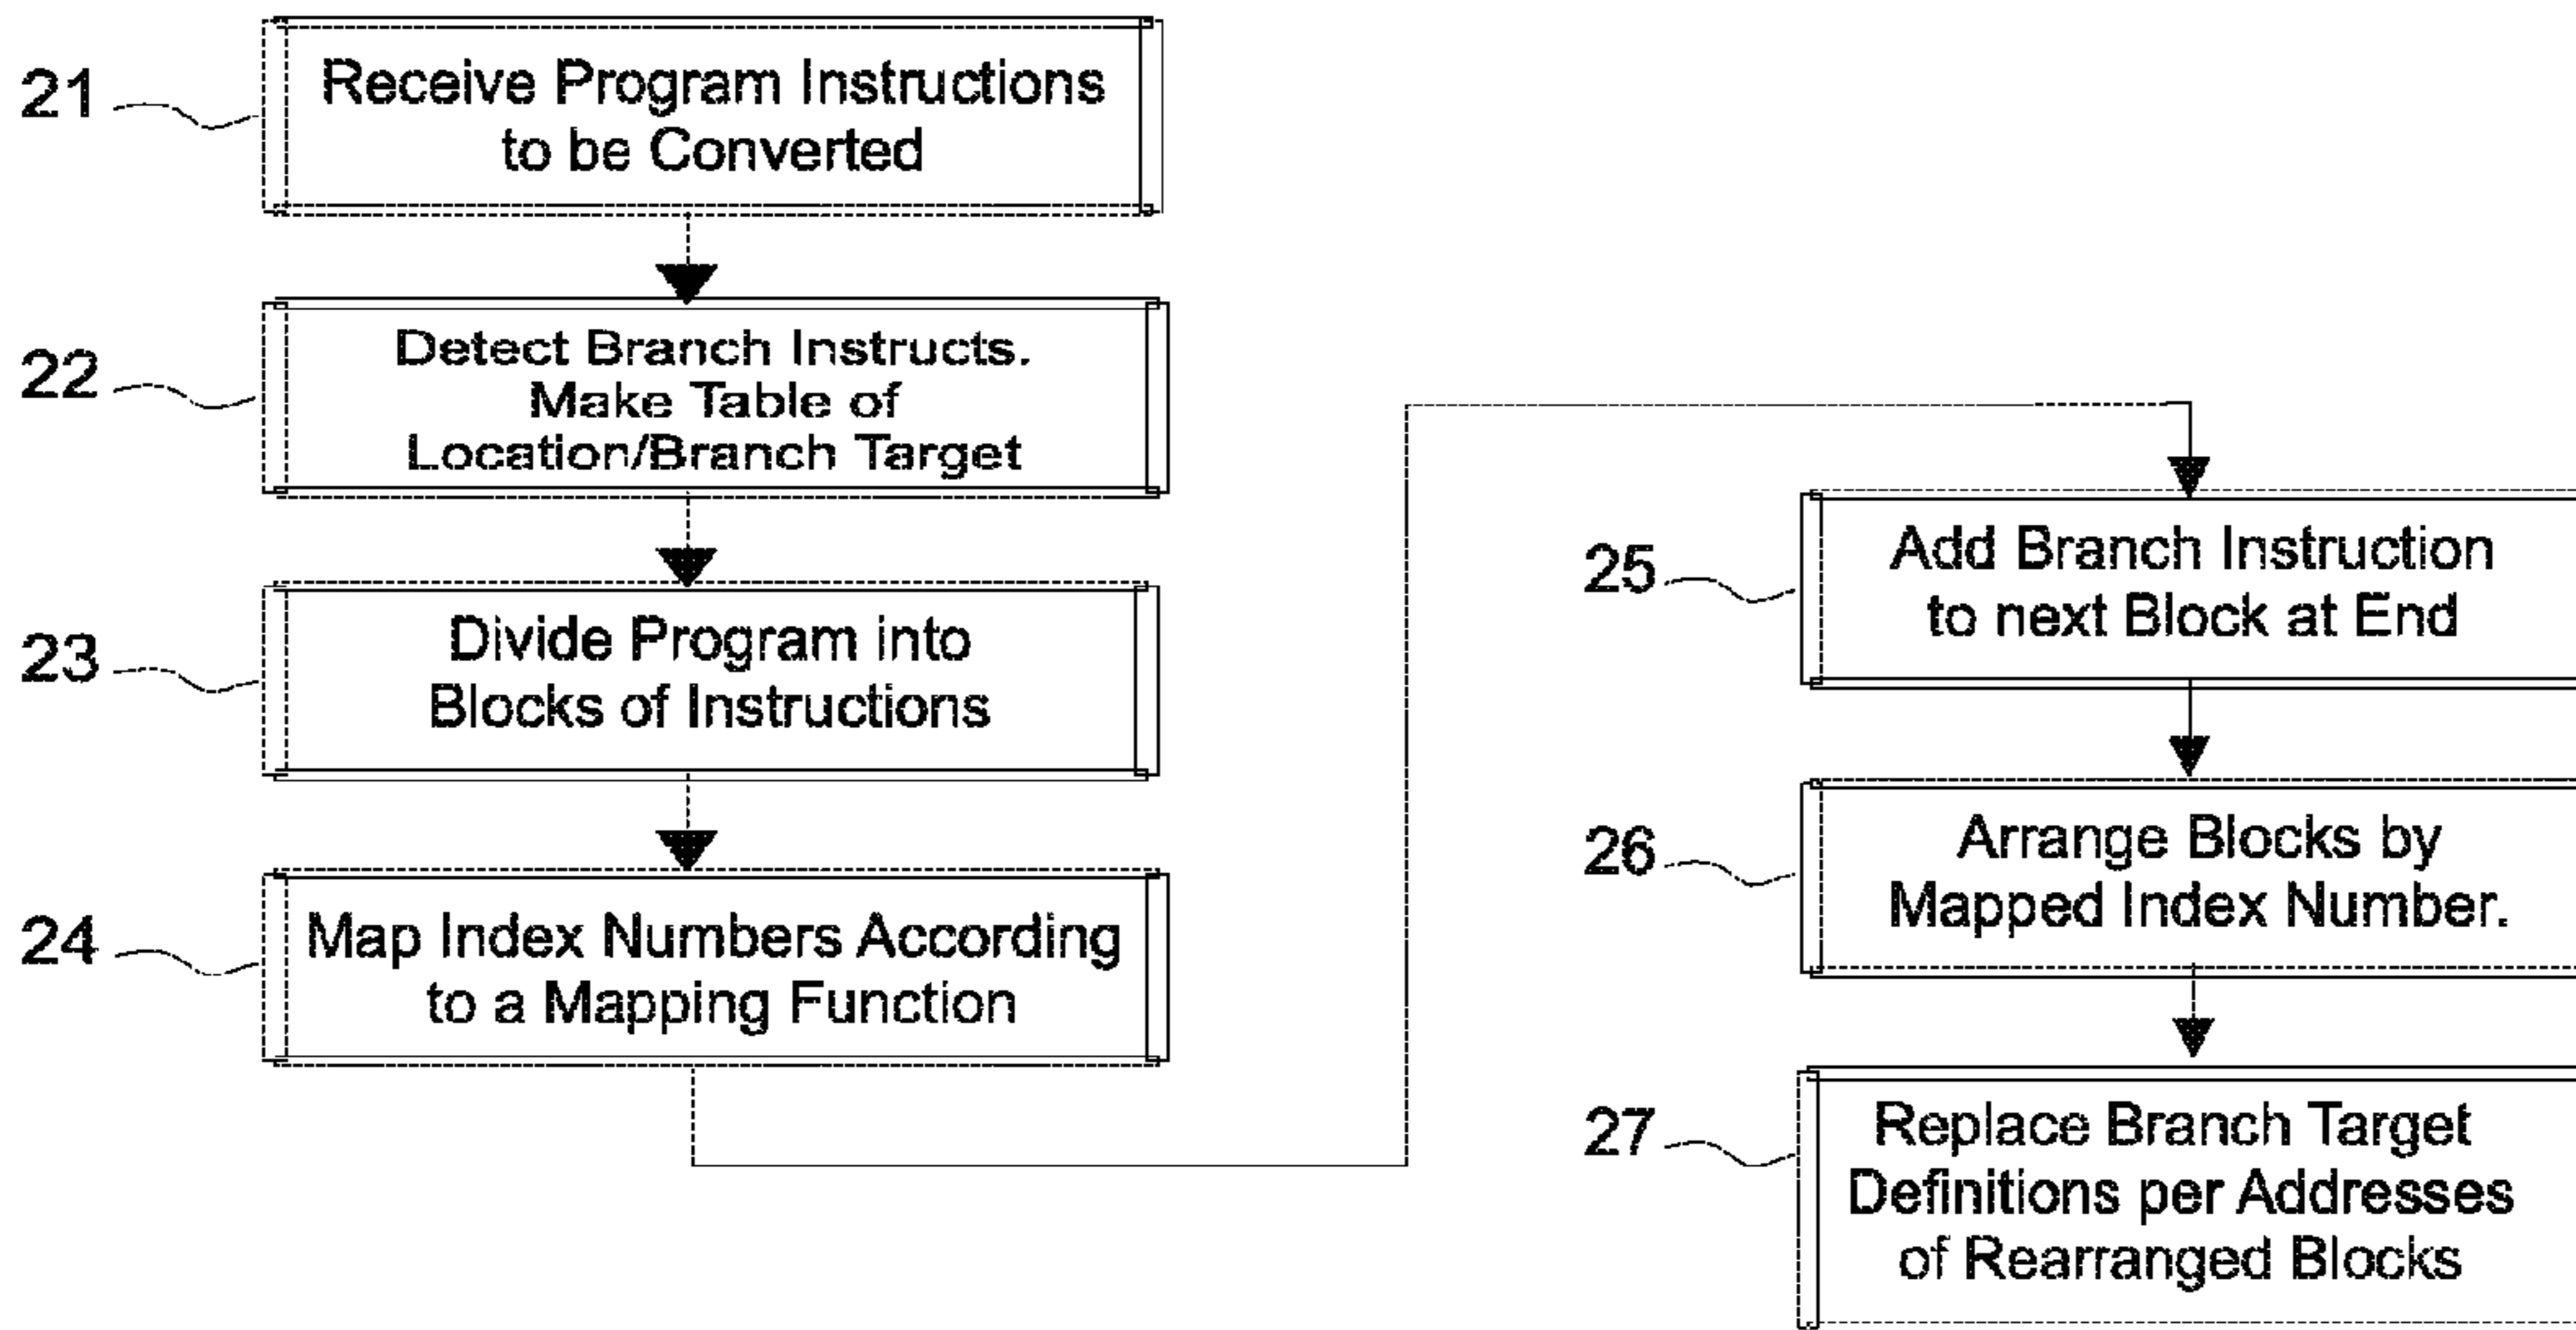 21
Receive Program Instructions
to be Converted
22
Detect Branch Instructs.
Make Table of
Location/Branch Target
23
Divide Program into
Blocks of Instructions
24
Map Index Numbers According
to a Mapping Function
25
Add Branch Instruction
to next Block at End
26
Arrange Blocks by
Mapped Index Number.
27
Replace Branch Target
Definitions per Addresses
of Rearranged Blocks